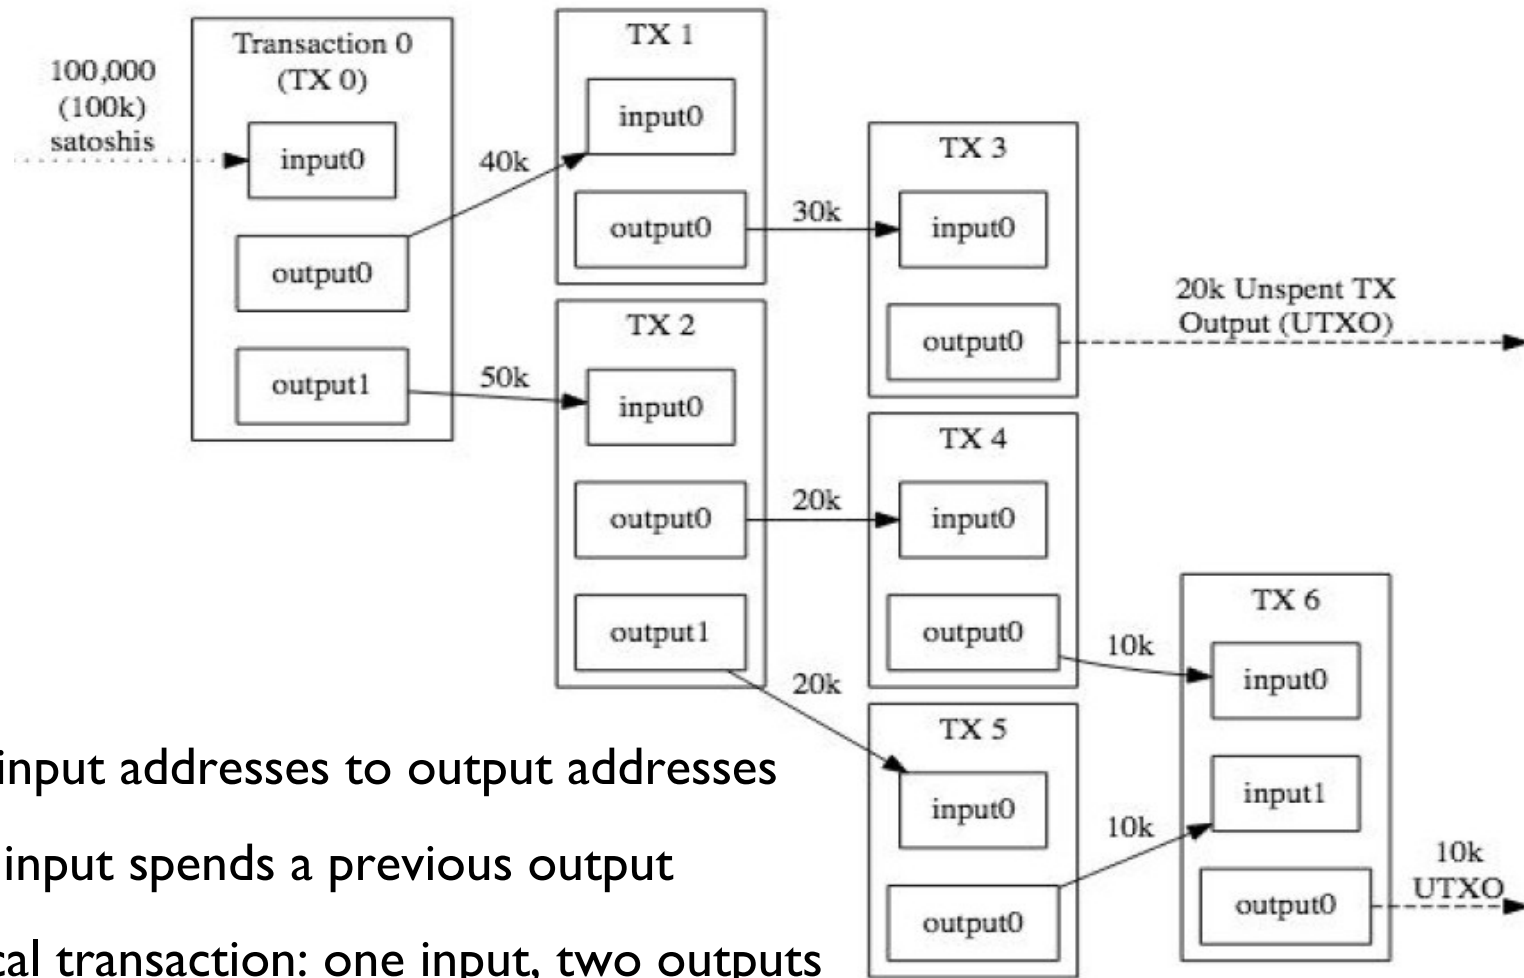 100,000
(100k)
satoshis
Transaction 0
(TX 0)
input0
output0
output1
40k
50k
TX 1
input0
output0
30k
TX 2
input0
output0
output1
20k
20k
TX 3
input0
output0
20k Unspent TX
Output (UTXO)
TX 4
input0
output0
10k
TX 5
input0
output0
10k
TX 6
input0
input1
output0
10k
UTXO
input addresses to output addresses
input spends a previous output
cal transaction: one input, two outputs